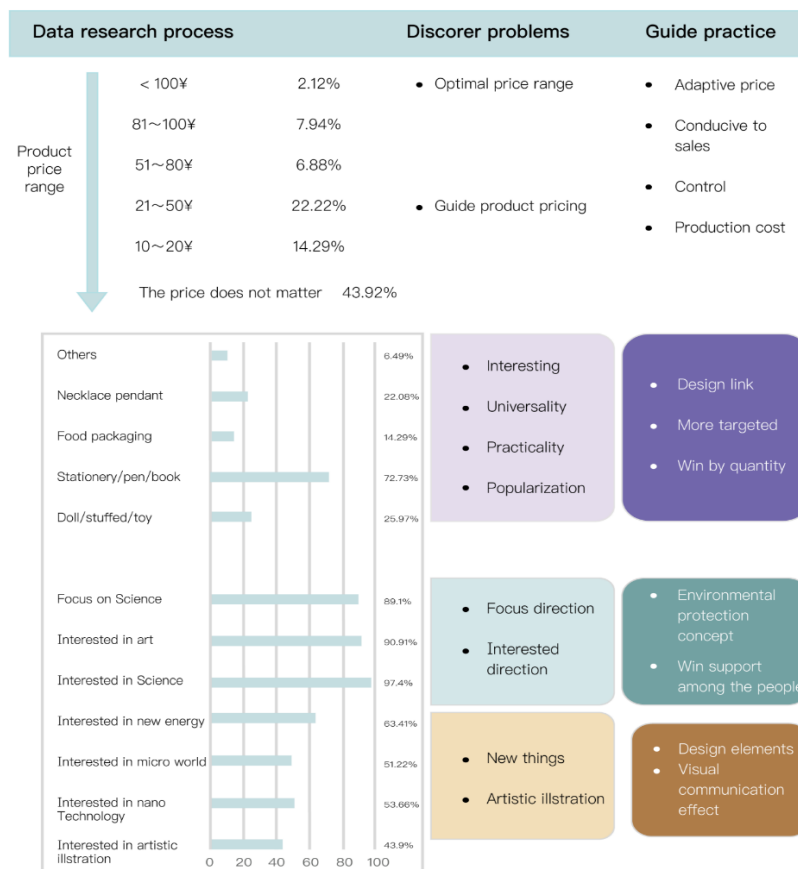 Data research process Discorer problems Guide practice
Product
price
range
< 100¥ 2.12%
81～100¥ 7.94%
51～80¥ 6.88%
21～50¥ 22.22%
10～20¥ 14.29%
The price does not matter 43.92%
• Optimal price range
• Guide product pricing
• Adaptive price
• Conducive to
sales
• Control
• Production cost
Others 6.49%
Necklace pendant 22.08%
Food packaging 14.29%
Stationery/pen/book 72.73%
Doll/stuffed/toy 25.97%
• Interesting
• Universality
• Practicality
• Popularization
• Design link
• More targeted
• Win by quantity
Focus on Science 89.1%
Interested in art 90.91%
Interested in Science 97.4%
Interested in new energy 63.41%
Interested in micro world 51.22%
Interested in nano
Technology 53.66%
Interested in artistic
illstration 43.9%
0 20 40 60 80 100
• Focus direction
• Interested
direction
• Environmental
protection
concept
• Win support
among the people
• New things
• Artistic illstration
• Design elements
• Visual
communication
effect